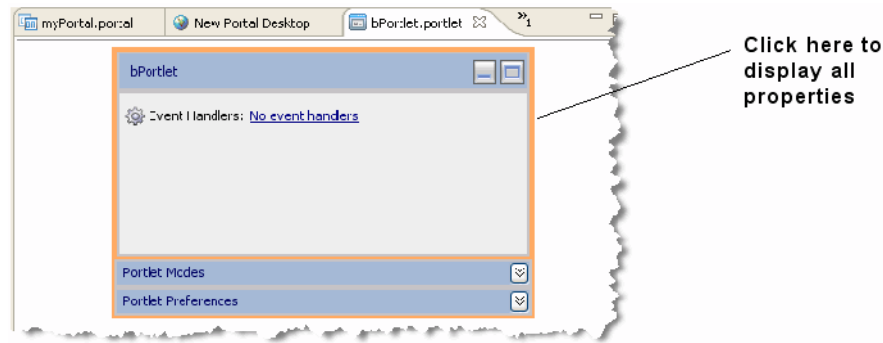 myPortal.portal
New Portal Desktop
bPortlet.portlet
»1
Click here to
display all
properties
bPortlet
Event Handlers: No event handlers
Portlet Modes
Portlet Preferences